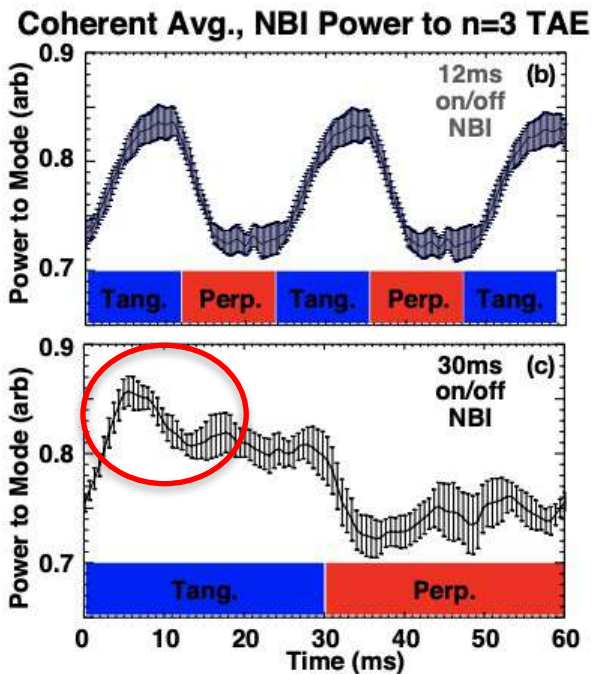 Coherent Avg., NBI Power to n=3 TAE
Power to Mode (arb)
0.9
0.8
0.7
12ms (b)
on/off
NBI
Tang. Perp. Tang. Perp. Tang.
Power to Mode (arb)
0.9
0.8
0.7
30ms (c)
on/off
NBI
Tang. Perp.
0 10 20 30 40 50 60
Time (ms)